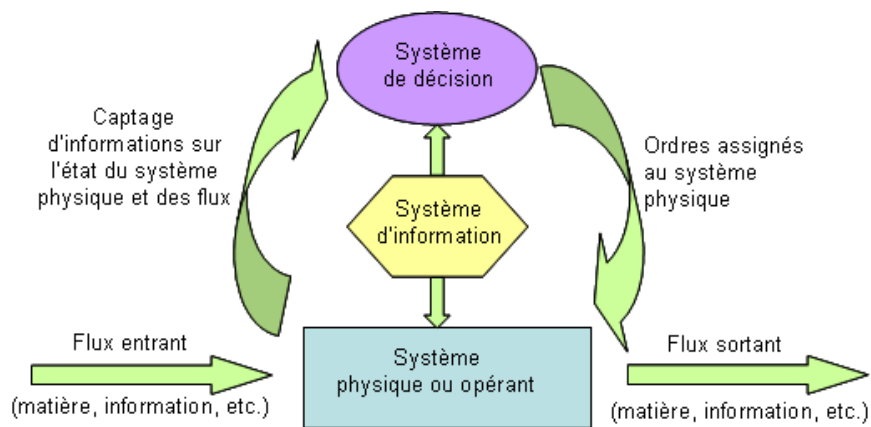 Système
de décision
Captage
d'informations sur
l'état du système
physique et des flux
Ordres assignés
au système
physique
Système
d'information
Flux entrant
(matière, information, etc.)
Système
physique ou opérant
Flux sortant
(matière, information, etc.)